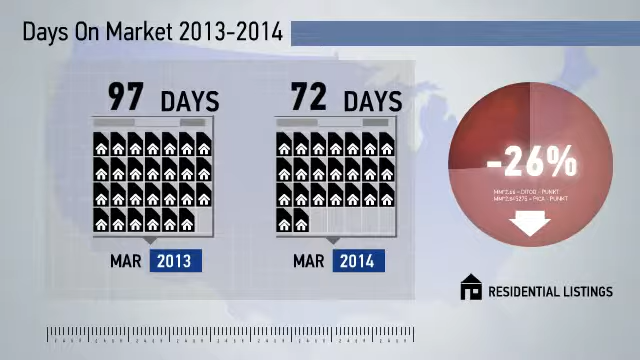 Days On Market 2013-2014
97 DAYS
72 DAYS
-26%
MAR 2013
MAR 2014
RESIDENTIAL LISTINGS